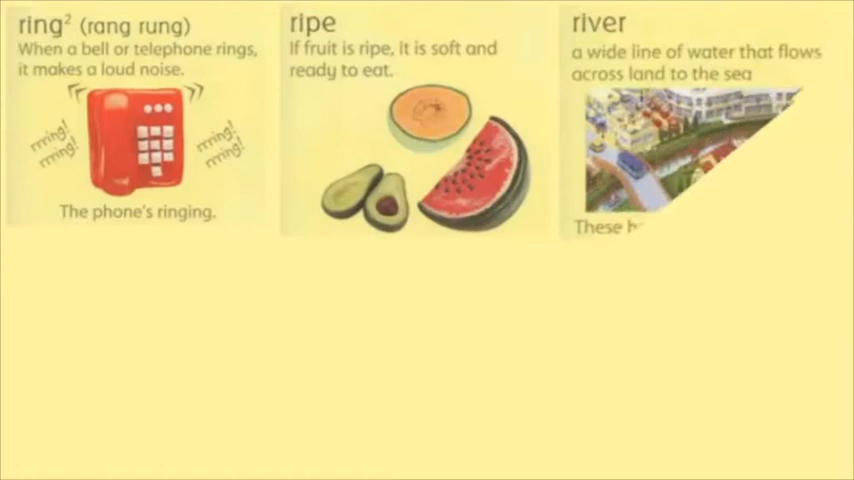 ring² (rang rung)
When a bell or telephone rings,
it makes a loud noise.
rrring!
rrring!
rrring!
rrring!
The phone's ringing.
ripe
If fruit is ripe, it is soft and
ready to eat.
river
a wide line of water that flows
across land to the sea
These